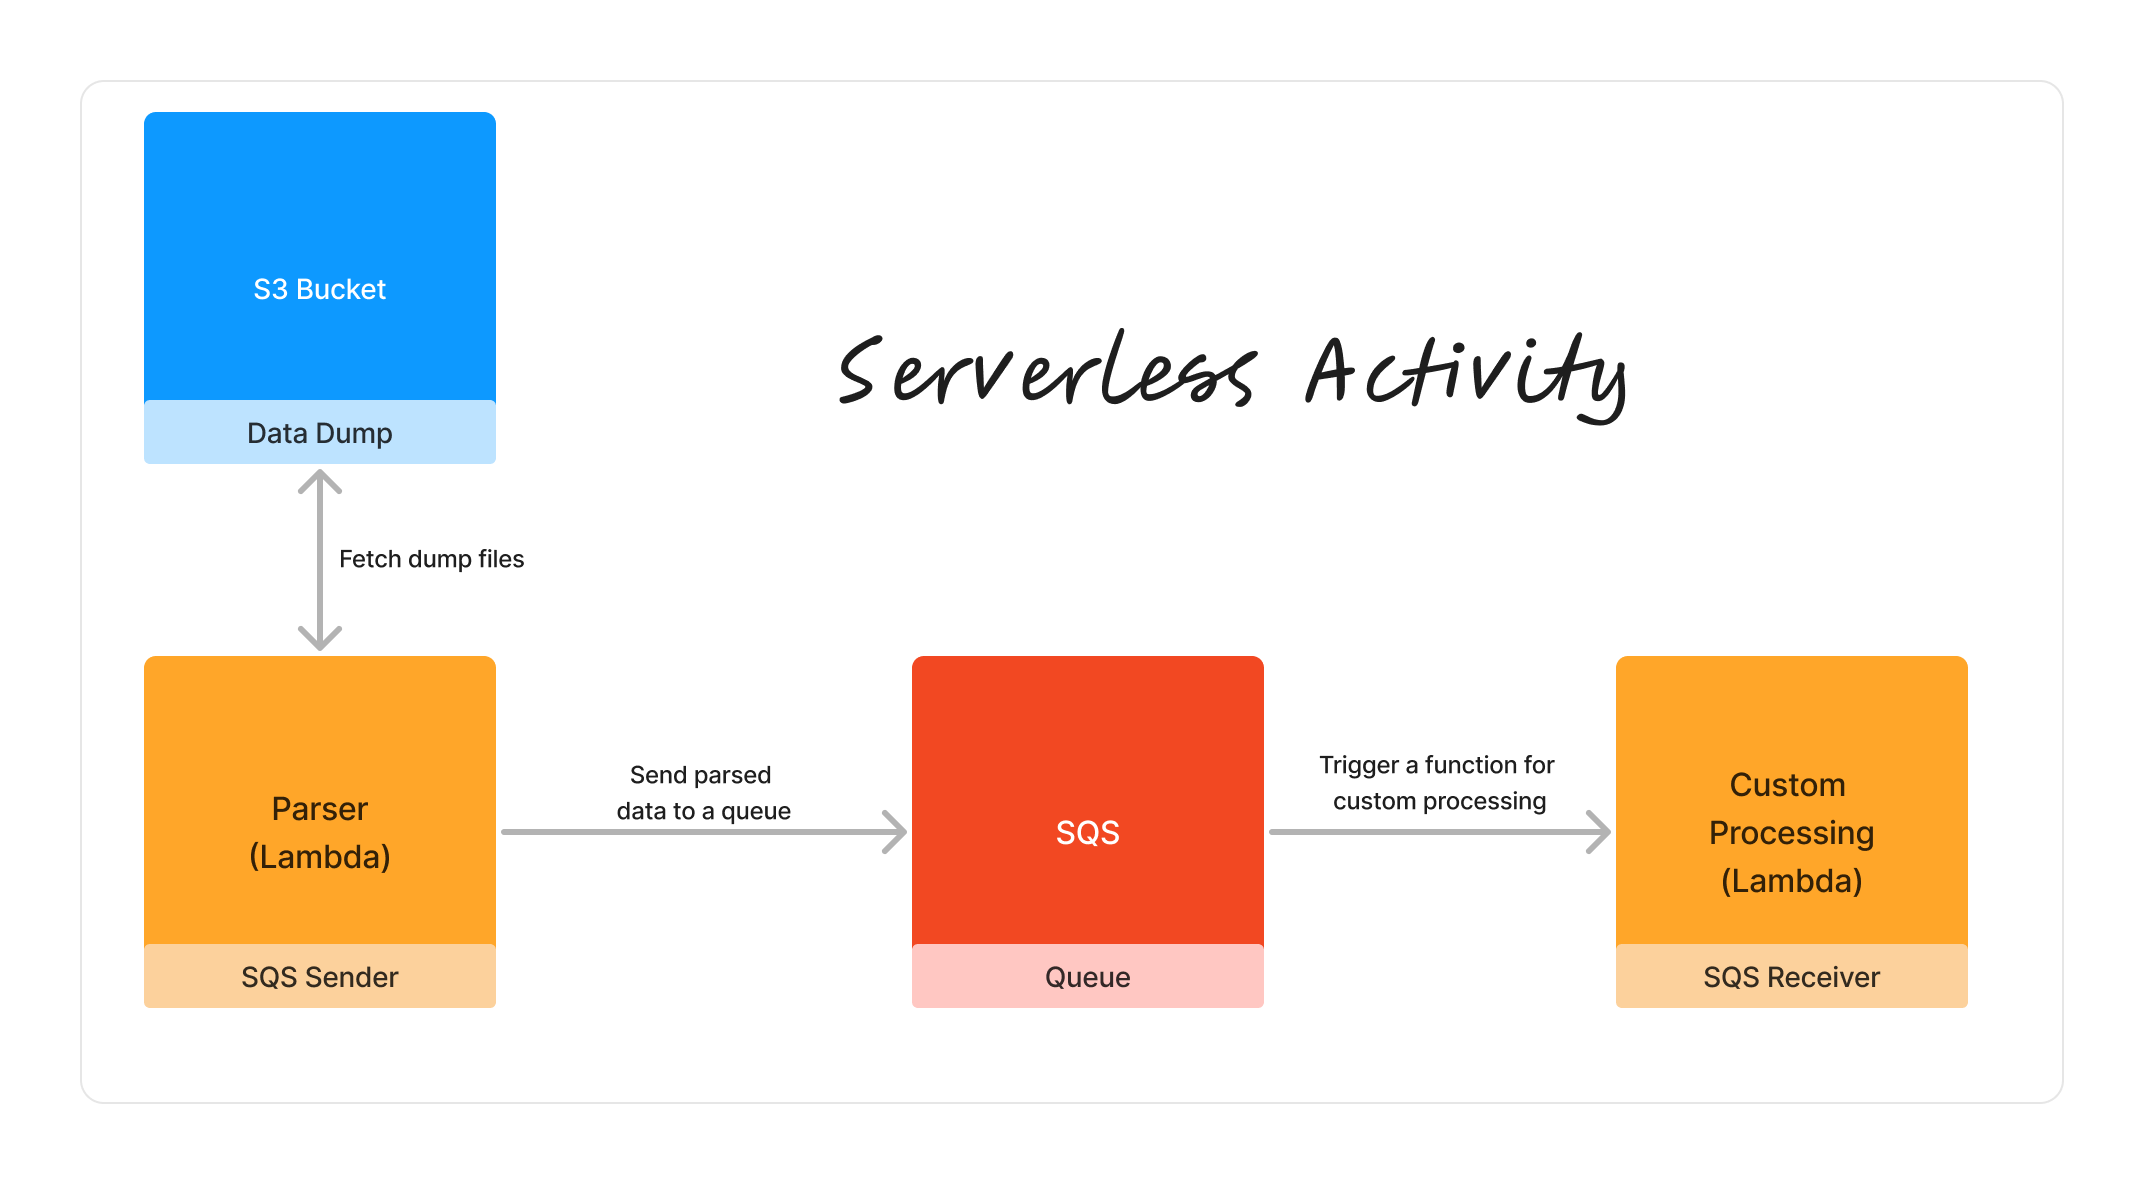 S3 Bucket
Data Dump
Serverless Activity
Fetch dump files
Parser
(Lambda)
SQS Sender
Send parsed
data to a queue
SQS
Queue
Trigger a function for
custom processing
Custom
Processing
(Lambda)
SQS Receiver